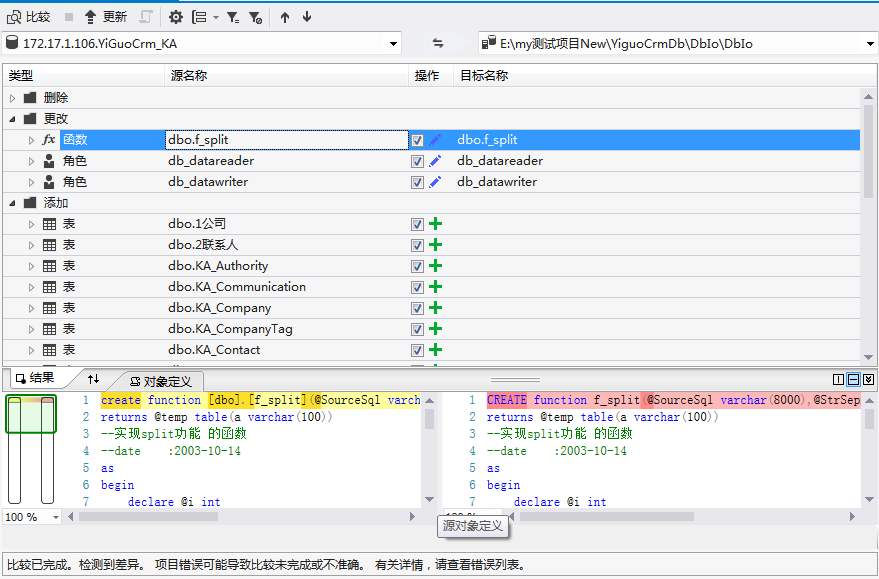 比较 更新
172.17.1.106.YiGuoCrm_KA E:\my测试项目New\YiguoCrmDb\DbIo\DbIo
类型 源名称 操作 目标名称
删除
更改
fx 函数 dbo.f_split dbo.f_split
角色 db_datareader db_datareader
角色 db_datawriter db_datawriter
添加
表 dbo.1公司
表 dbo.2联系人
表 dbo.KA_Authority
表 dbo.KA_Communication
表 dbo.KA_Company
表 dbo.KA_CompanyTag
表 dbo.KA_Contact
结果 对象定义
1 create function [dbo].[f_split](@SourceSql varch
2 returns @temp table(a varchar(100))
3 --实现split功能 的函数
4 --date :2003-10-14
5 as
6 begin
7 declare @i int
100 %
1 CREATE function f_split(@SourceSql varchar(8000),@StrSep
2 returns @temp table(a varchar(100))
3 --实现split功能 的函数
4 --date :2003-10-14
5 as
6 begin
7 declare @i int
源对象定义
比较已完成。检测到差异。 项目错误可能导致比较未完成或不准确。 有关详情，请查看错误列表。